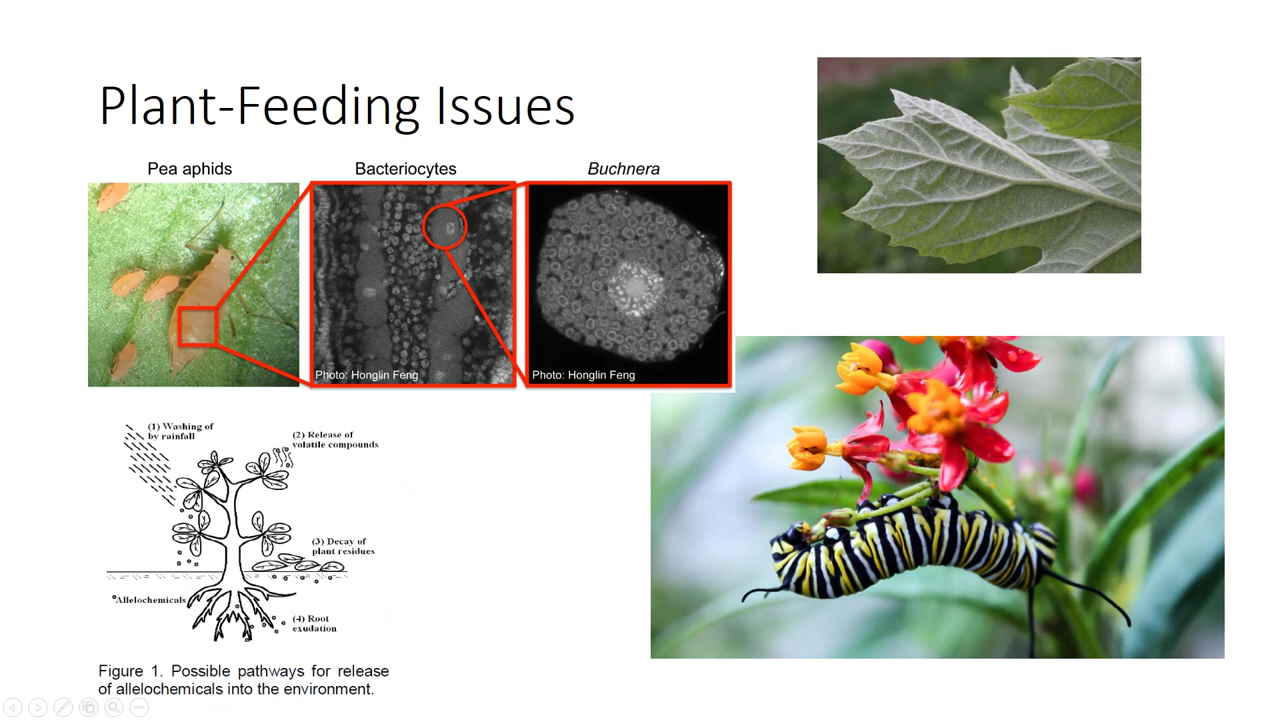 Plant-Feeding Issues
Pea aphids
Bacteriocytes
Buchnera
Photo: Honglin Feng
Photo: Honglin Feng
(1) Washing of
by rainfall
(2) Release of
volatile compounds
(3) Decay of
plant residues
Allelochemicals
(4) Root
exudation
Figure 1. Possible pathways for release
of allelochemicals into the environment.